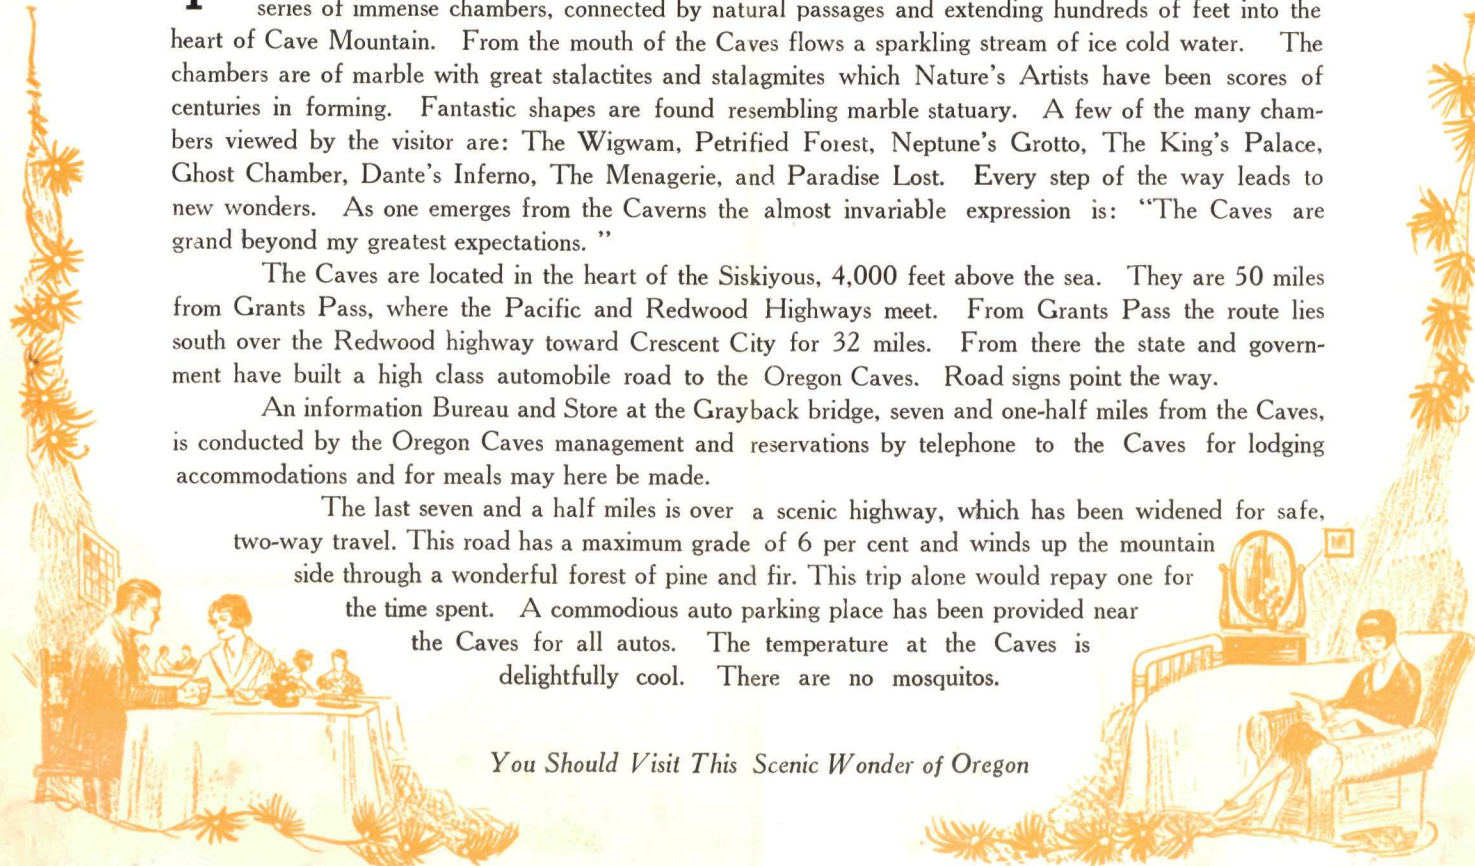 series of immense chambers, connected by natural passages and extending hundreds of feet into the
heart of Cave Mountain. From the mouth of the Caves flows a sparkling stream of ice cold water. The
chambers are of marble with great stalactites and stalagmites which Nature's Artists have been scores of
centuries in forming. Fantastic shapes are found resembling marble statuary. A few of the many cham-
bers viewed by the visitor are: The Wigwam, Petrified Forest, Neptune's Grotto, The King's Palace,
Ghost Chamber, Dante's Inferno, The Menagerie, and Paradise Lost. Every step of the way leads to
new wonders. As one emerges from the Caverns the almost invariable expression is: "The Caves are
grand beyond my greatest expectations. "
The Caves are located in the heart of the Siskiyous, 4,000 feet above the sea. They are 50 miles
from Grants Pass, where the Pacific and Redwood Highways meet. From Grants Pass the route lies
south over the Redwood highway toward Crescent City for 32 miles. From there the state and govern-
ment have built a high class automobile road to the Oregon Caves. Road signs point the way.
An information Bureau and Store at the Grayback bridge, seven and one-half miles from the Caves,
is conducted by the Oregon Caves management and reservations by telephone to the Caves for lodging
accommodations and for meals may here be made.
The last seven and a half miles is over a scenic highway, which has been widened for safe,
two-way travel. This road has a maximum grade of 6 per cent and winds up the mountain
side through a wonderful forest of pine and fir. This trip alone would repay one for
the time spent. A commodious auto parking place has been provided near
the Caves for all autos. The temperature at the Caves is
delightfully cool. There are no mosquitos.
You Should Visit This Scenic Wonder of Oregon